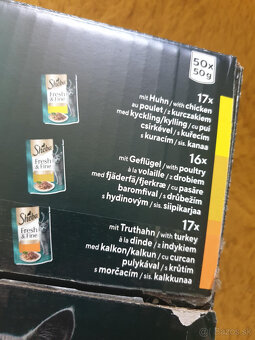 50x
50g
Sheba
Fresh
& Fine
17x
mit Huhn / with chicken
au poulet / z kurczakiem
med kyckling/kylling / cu pui
csirkével / s kuřecím
s kuracím / sis. kanaa
Sheba
Fresh
& Fine
16x
mit Geflügel / with poultry
à la volaille / z drobiem
med fjäderfä/fjerkræ / cu pasăre
baromfival / s drůbežím
s hydinovým / sis. siipikarjaa
Sheba
Fresh
& Fine
17x
mit Truthahn / with turkey
à la dinde / z indykiem
med kalkon/kalkun / cu curcan
pulykával / s krůtím
s morčacím / sis. kalkkunaa
bazos.sk